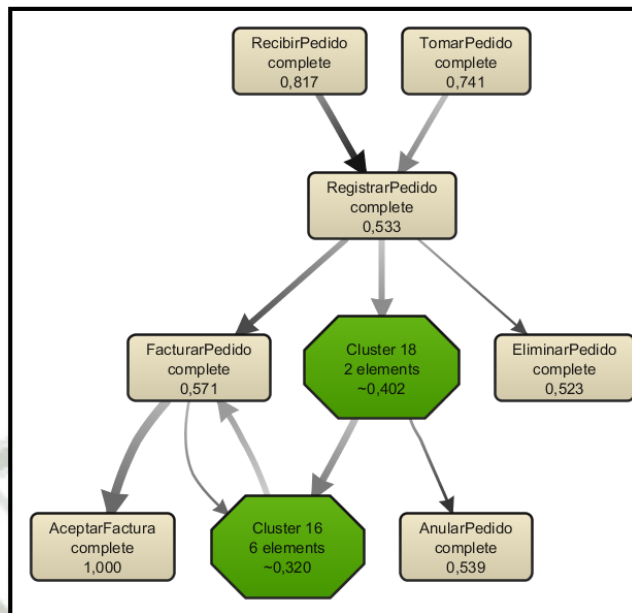 RecibirPedido
complete
0,817
TomarPedido
complete
0,741
RegistrarPedido
complete
0,533
FacturarPedido
complete
0,571
Cluster 18
2 elements
~0,402
EliminarPedido
complete
0,523
AceptarFactura
complete
1,000
Cluster 16
6 elements
~0,320
AnularPedido
complete
0,539